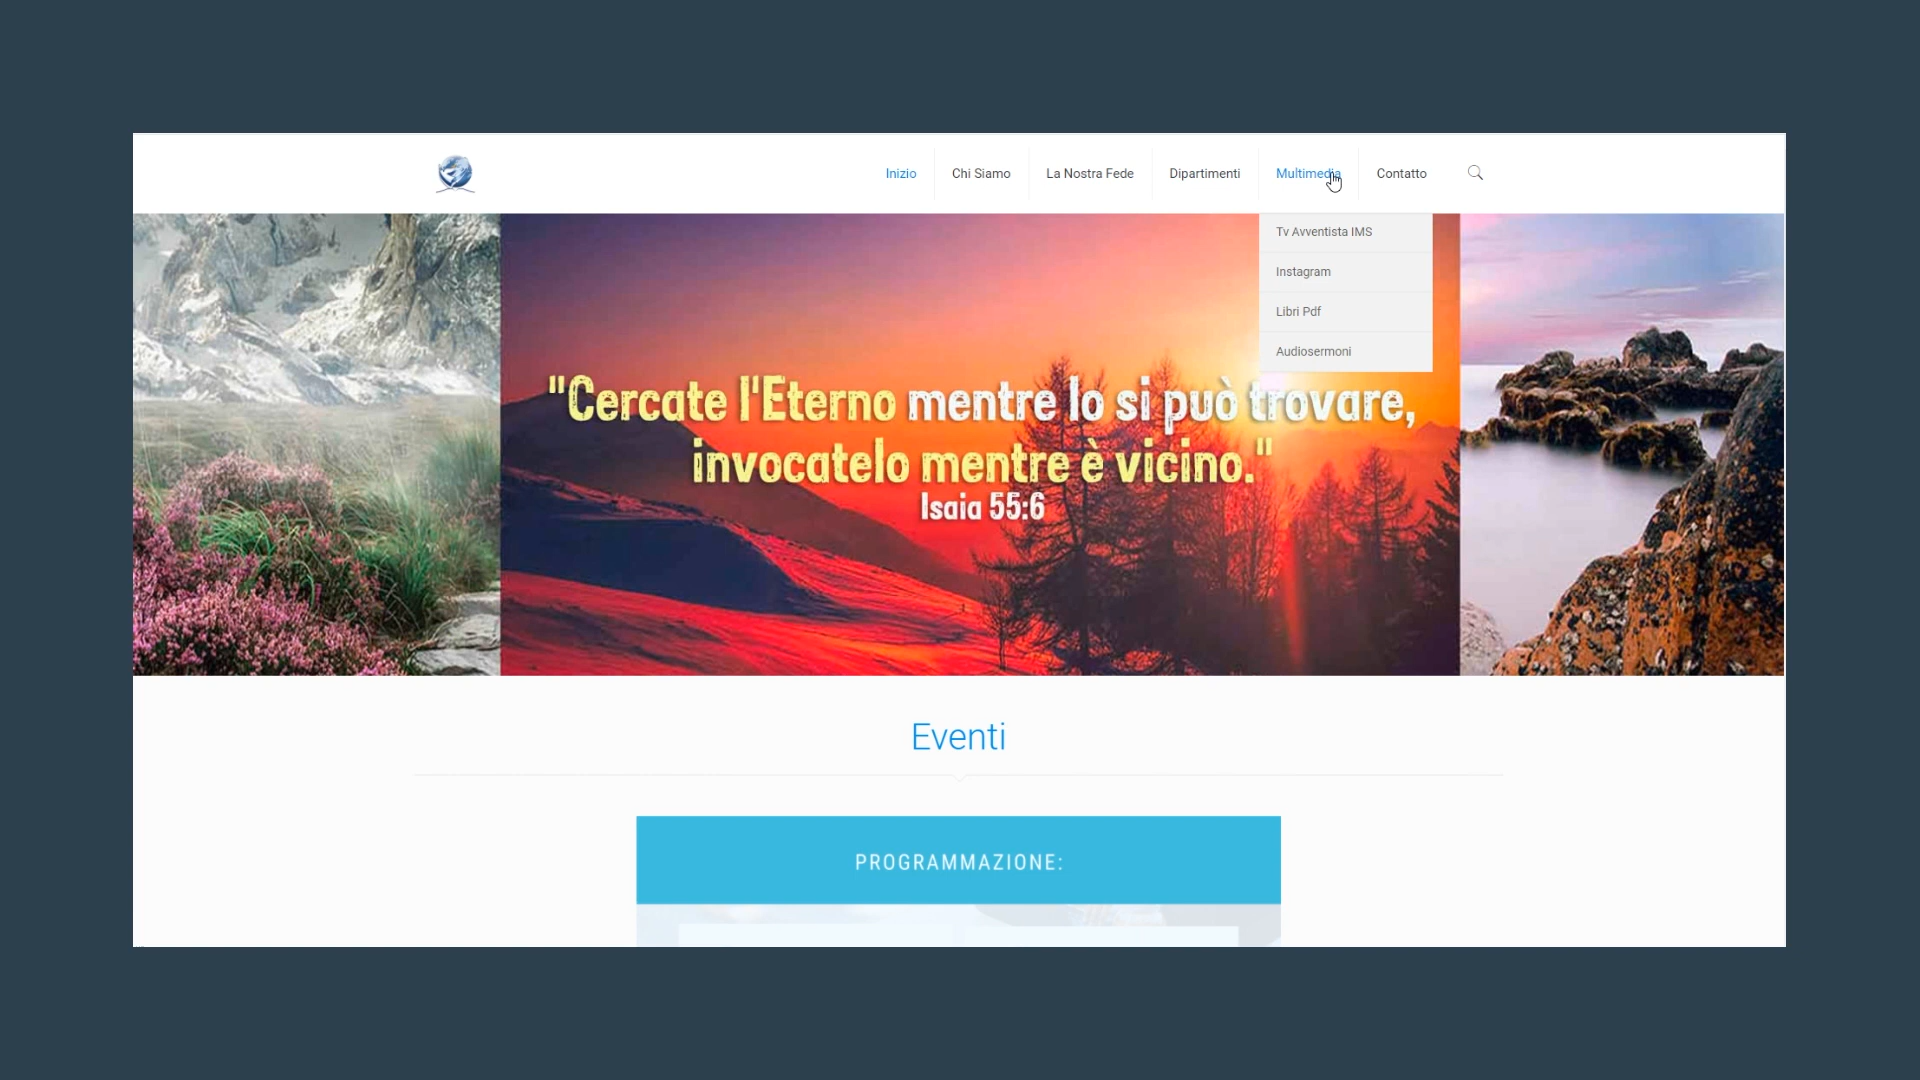 Inizio
Chi Siamo
La Nostra Fede
Dipartimenti
Multimedia
Contatto
Tv Avventista IMS
Instagram
Libri Pdf
Audiosermoni
"Cercate l'Eterno mentre lo si può trovare,
invocatelo mentre è vicino."
Isaia 55:6
Eventi
PROGRAMMAZIONE: